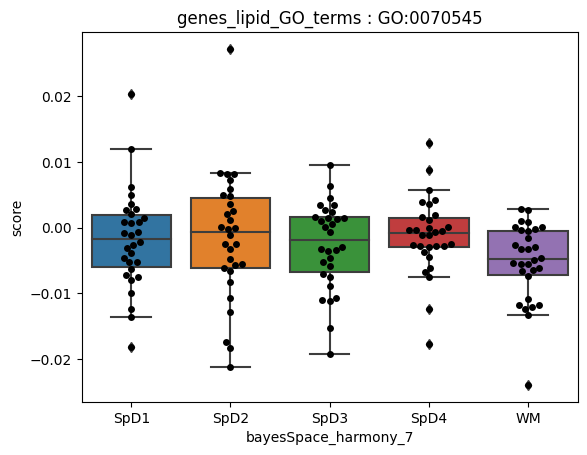 genes_lipid_GO_terms : GO:0070545
0.02
0.01
0.00
−0.01
−0.02
score
SpD1 SpD2 SpD3 SpD4 WM
bayesSpace_harmony_7